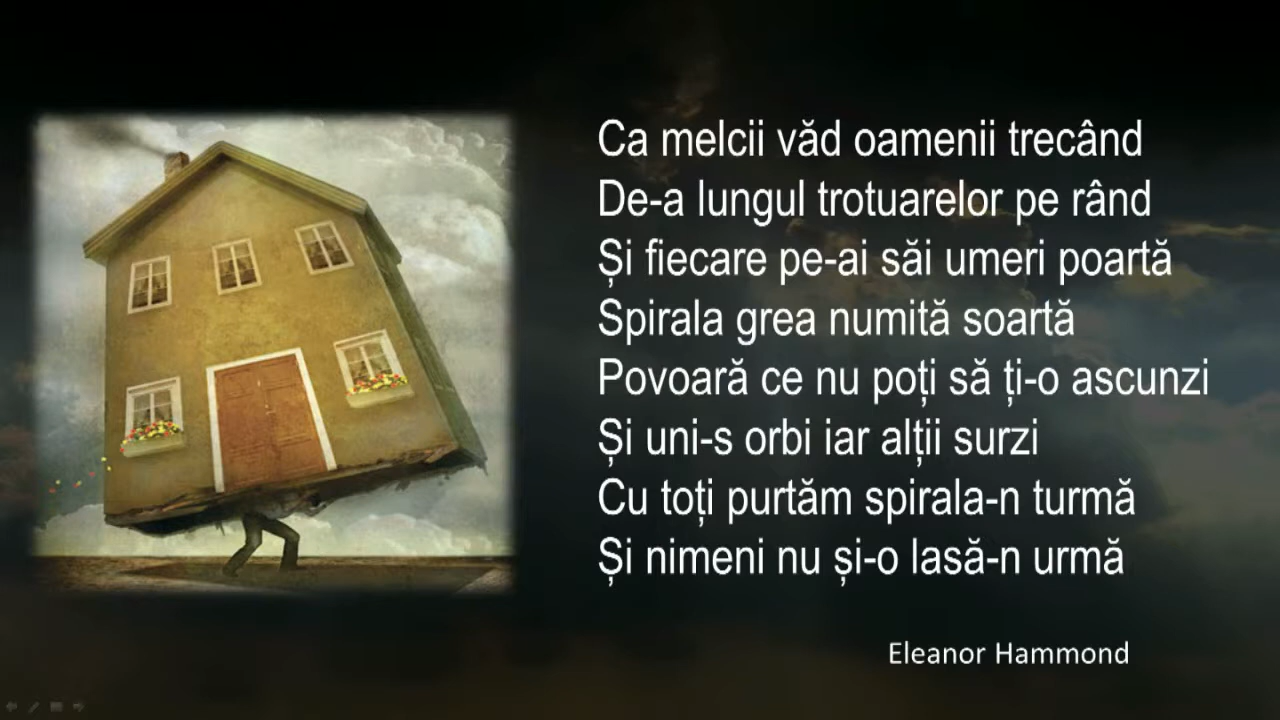 Ca melcii văd oamenii trecând
De-a lungul trotuarelor pe rând
Și fiecare pe-ai săi umeri poartă
Spirala grea numită soartă
Povoară ce nu poți să ți-o ascunzi
Și uni-s orbi iar alții surzi
Cu toți purtăm spirala-n turmă
Și nimeni nu și-o lasă-n urmă
Eleanor Hammond